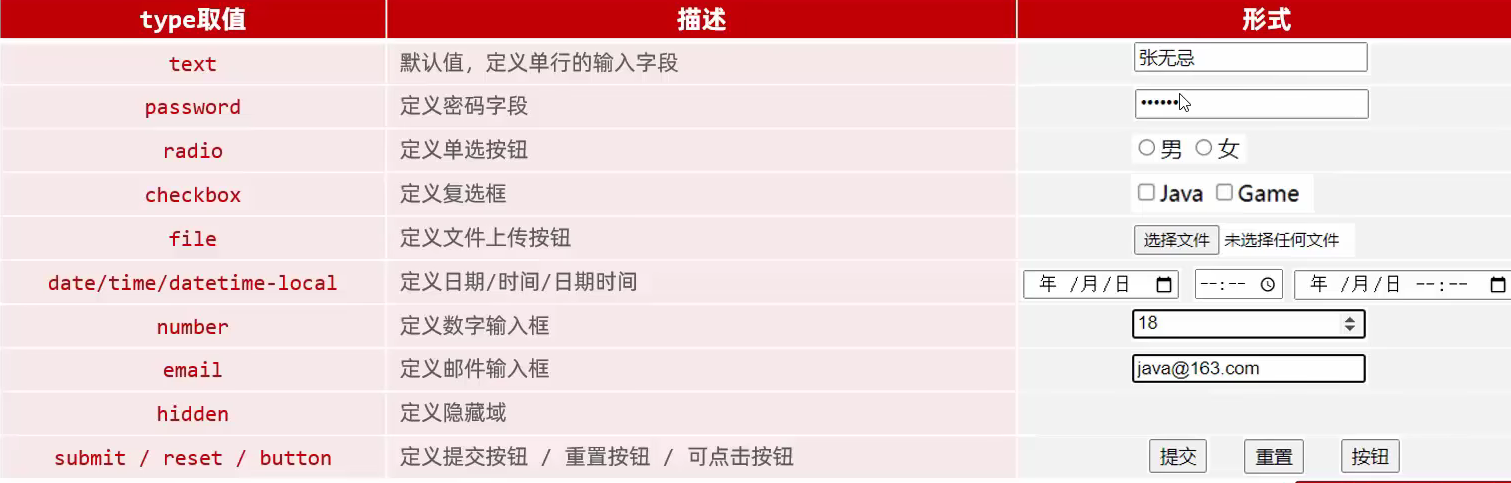 type取值 描述 形式
text 默认值，定义单行的输入字段 张无忌
password 定义密码字段 ••••••
radio 定义单选按钮 男 女
checkbox 定义复选框 Java Game
file 定义文件上传按钮 选择文件 未选择任何文件
date/time/datetime-local 定义日期/时间/日期时间 年 /月/日 --:-- 年 /月/日 --:--
number 定义数字输入框 18
email 定义邮件输入框 java@163.com
hidden 定义隐藏域
submit / reset / button 定义提交按钮 / 重置按钮 / 可点击按钮 提交 重置 按钮